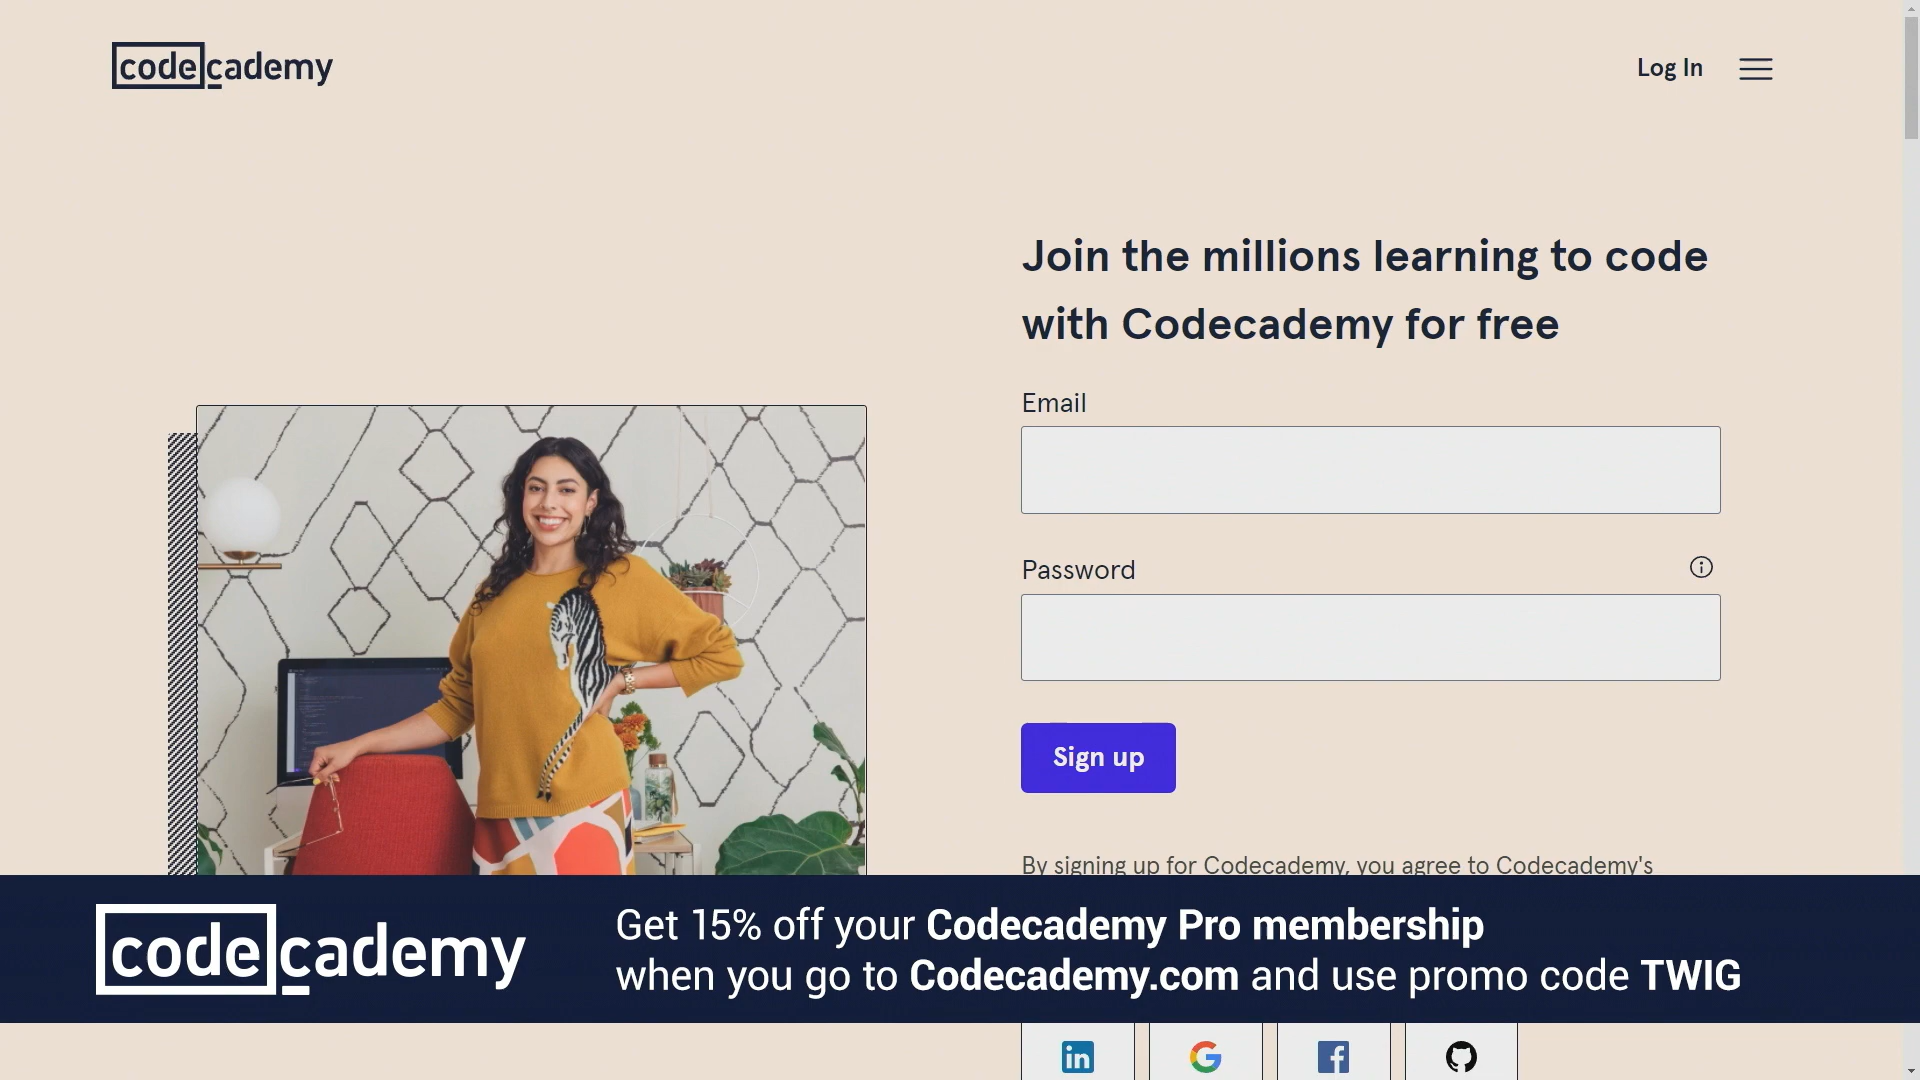 codecademy
Log In
Join the millions learning to code
with Codecademy for free
Email
Password
Sign up
By signing up for Codecademy, you agree to Codecademy's
codecademy
Get 15% off your Codecademy Pro membership
when you go to Codecademy.com and use promo code TWIG